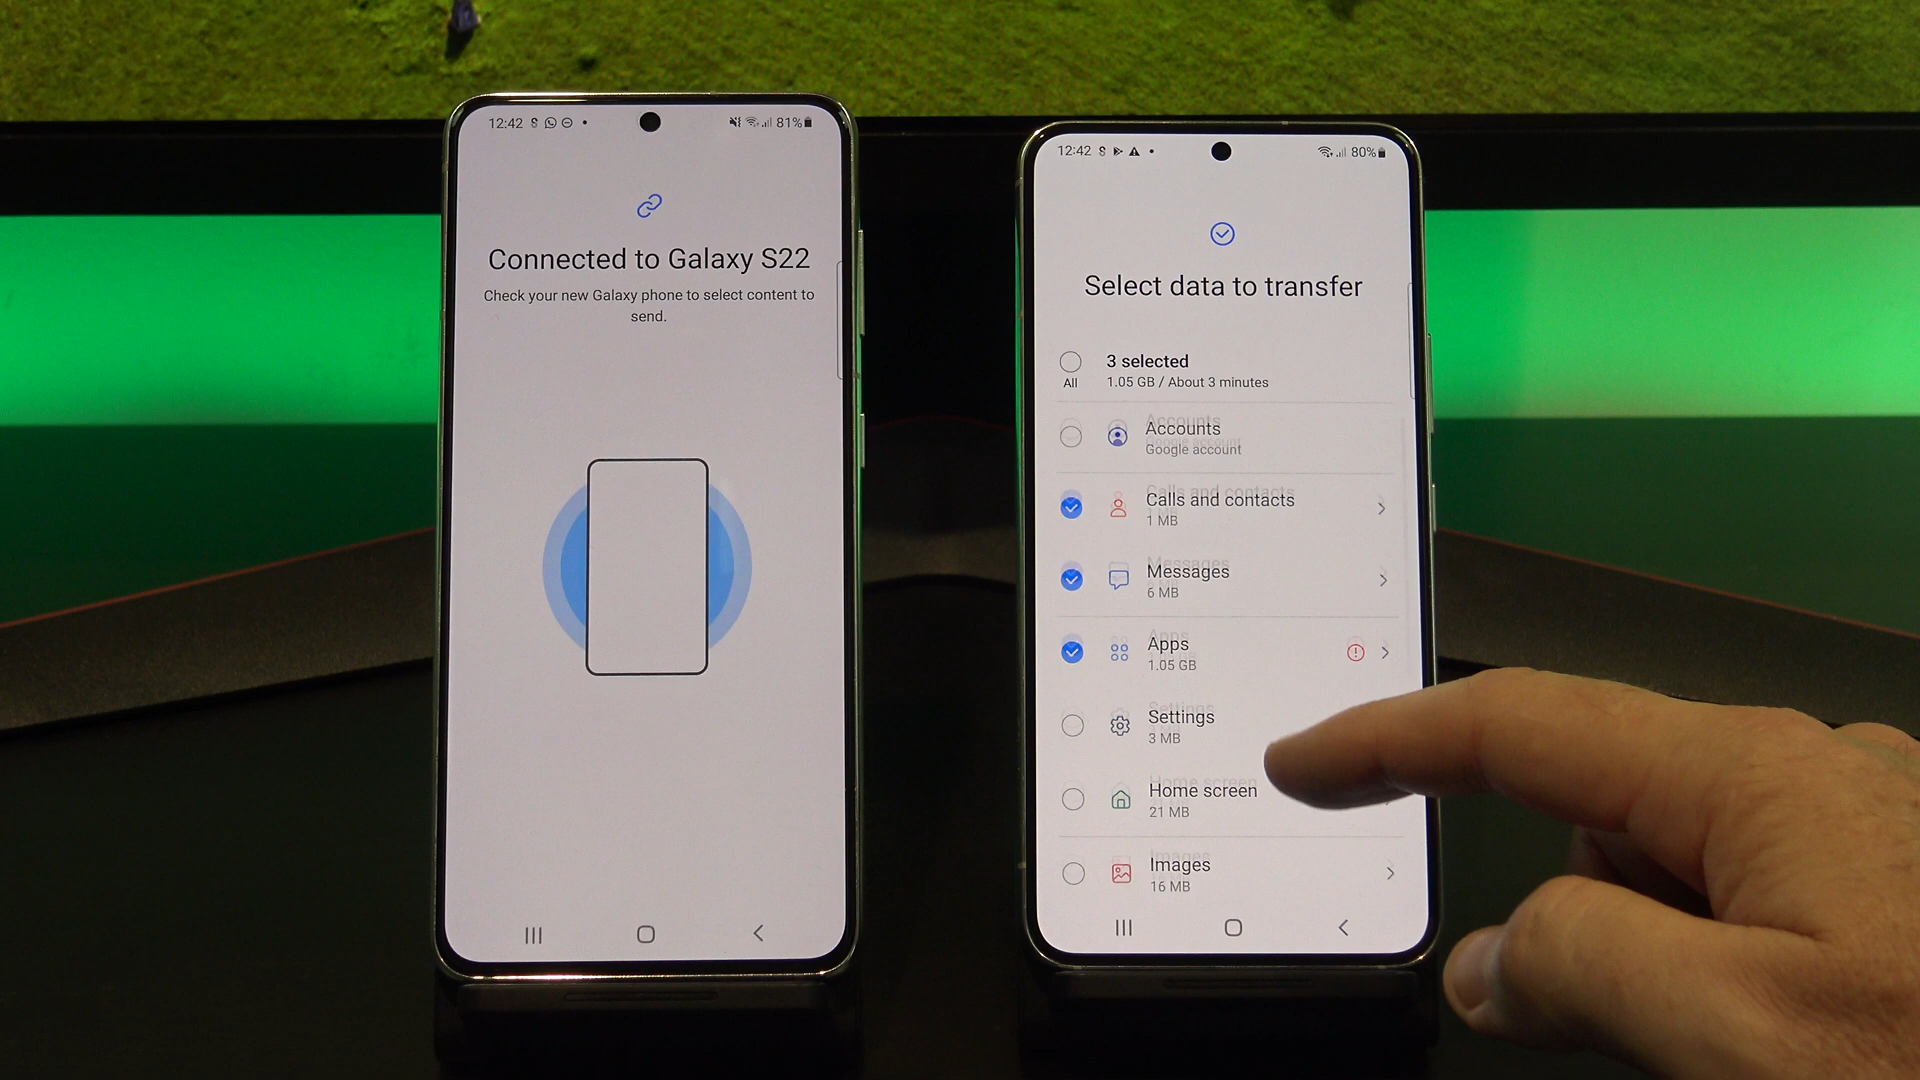 12:42
81%
Connected to Galaxy S22
Check your new Galaxy phone to select content to
send.
12:42
80%
Select data to transfer
All
3 selected
1.05 GB / About 3 minutes
Accounts
Google account
Calls and contacts
1 MB
Messages
6 MB
Apps
1.05 GB
Settings
3 MB
Home screen
21 MB
Images
16 MB